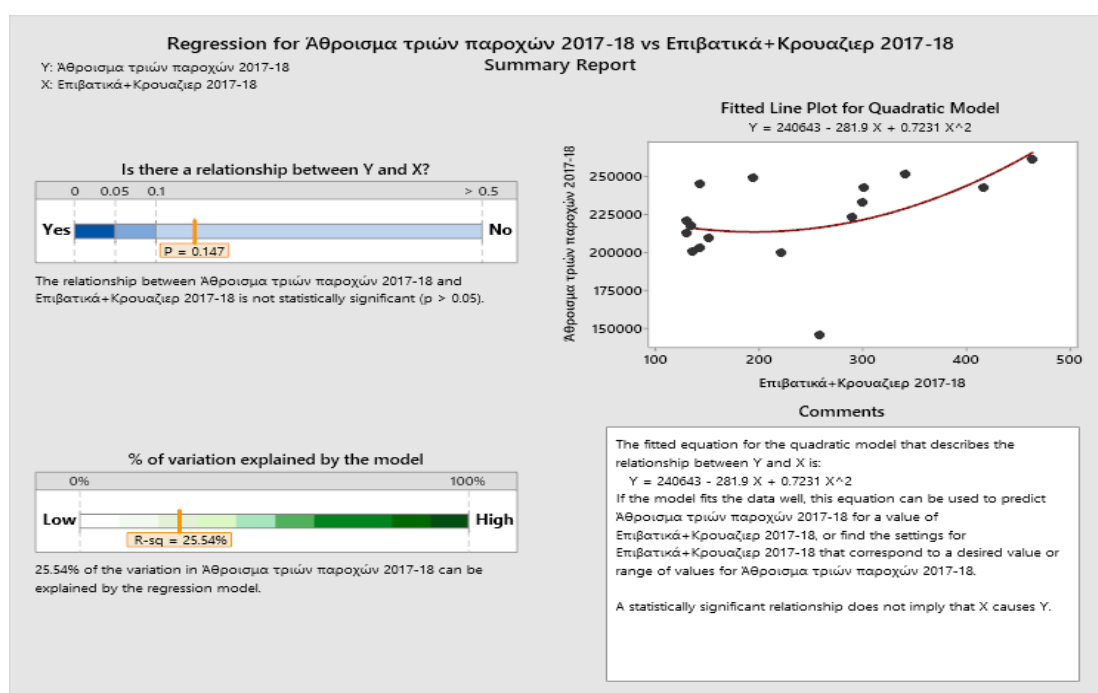 Regression for Άθροισμα τριών παροχών 2017-18 vs Επιβατικά+Κρουαζιερ 2017-18
Summary Report
Y: Άθροισμα τριών παροχών 2017-18
X: Επιβατικά+Κρουαζιερ 2017-18
Is there a relationship between Y and X?
0 0.05 0.1 > 0.5
Yes No
P = 0.147
The relationship between Άθροισμα τριών παροχών 2017-18 and
Επιβατικά+Κρουαζιερ 2017-18 is not statistically significant (p > 0.05).
% of variation explained by the model
0% 100%
Low High
R-sq = 25.54%
25.54% of the variation in Άθροισμα τριών παροχών 2017-18 can be
explained by the regression model.
Fitted Line Plot for Quadratic Model
Y = 240643 - 281.9 X + 0.7231 X^2
Άθροισμα τριών παροχών 2017-18
250000
225000
200000
175000
150000
100 200 300 400 500
Επιβατικά+Κρουαζιερ 2017-18
Comments
The fitted equation for the quadratic model that describes the
relationship between Y and X is:
Y = 240643 - 281.9 X + 0.7231 X^2
If the model fits the data well, this equation can be used to predict
Άθροισμα τριών παροχών 2017-18 for a value of
Επιβατικά+Κρουαζιερ 2017-18, or find the settings for
Επιβατικά+Κρουαζιερ 2017-18 that correspond to a desired value or
range of values for Άθροισμα τριών παροχών 2017-18.
A statistically significant relationship does not imply that X causes Y.